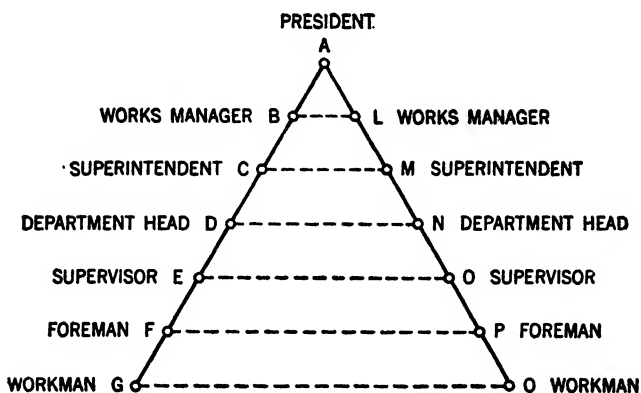 PRESIDENT
A
WORKS MANAGER B L WORKS MANAGER
SUPERINTENDENT C M SUPERINTENDENT
DEPARTMENT HEAD D N DEPARTMENT HEAD
SUPERVISOR E O SUPERVISOR
FOREMAN F P FOREMAN
WORKMAN G O WORKMAN